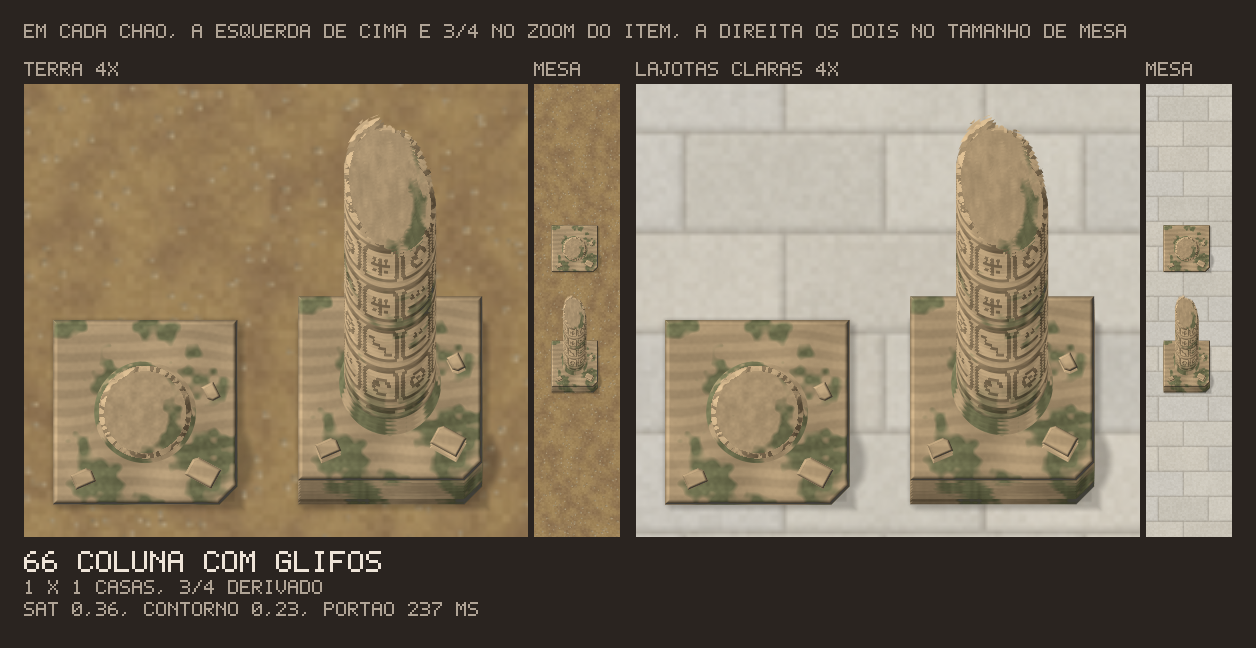 EM CADA CHAO, A ESQUERDA DE CIMA E 3/4 NO ZOOM DO ITEM, A DIREITA OS DOIS NO TAMANHO DE MESA
TERRA 4X MESA LAJOTAS CLARAS 4X MESA
66 COLUNA COM GLIFOS
1 X 1 CASAS, 3/4 DERIVADO
SAT 0,36, CONTORNO 0,23, PORTAO 237 MS